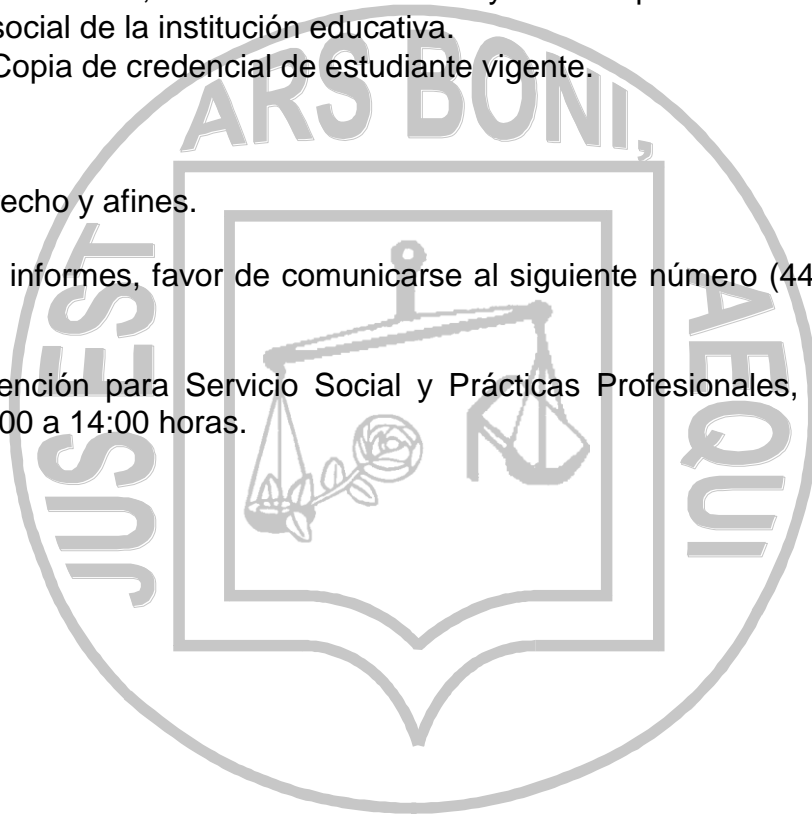 social de la institución educativa.
Copia de credencial de estudiante vigente.
ARS BONI,
echo y afines.
informes, favor de comunicarse al siguiente número (44
ención para Servicio Social y Prácticas Profesionales,
00 a 14:00 horas.
JUS EST
AEQUI